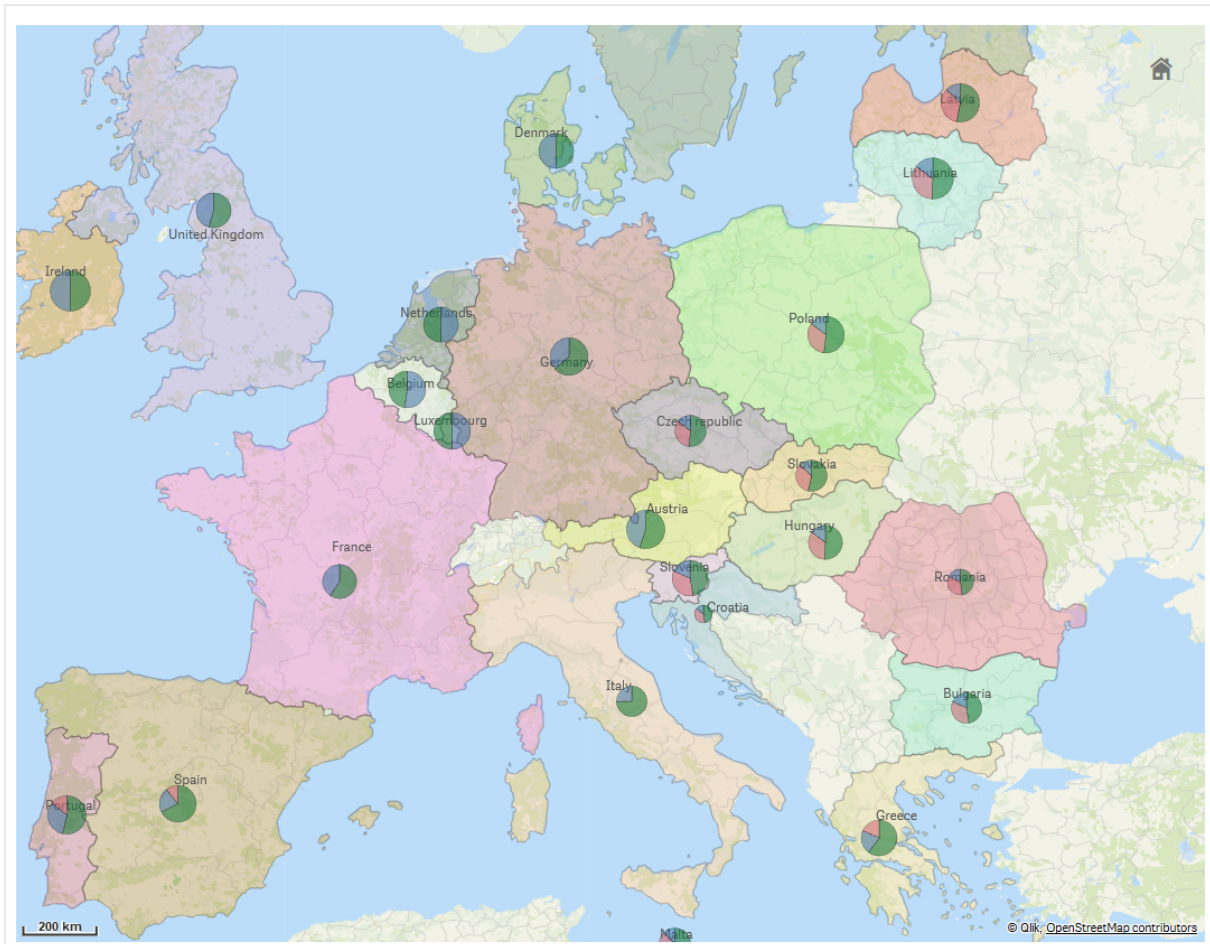 Latvia
Denmark
Lithuania
United Kingdom
Ireland
Netherlands
Poland
Germany
Belgium
Luxembourg
Czech republic
Slovakia
Austria
Hungary
France
Slovenia
Romania
Croatia
Italy
Bulgaria
Spain
Portugal
Greece
200 km
© Qlik, OpenStreetMap contributors
Malta